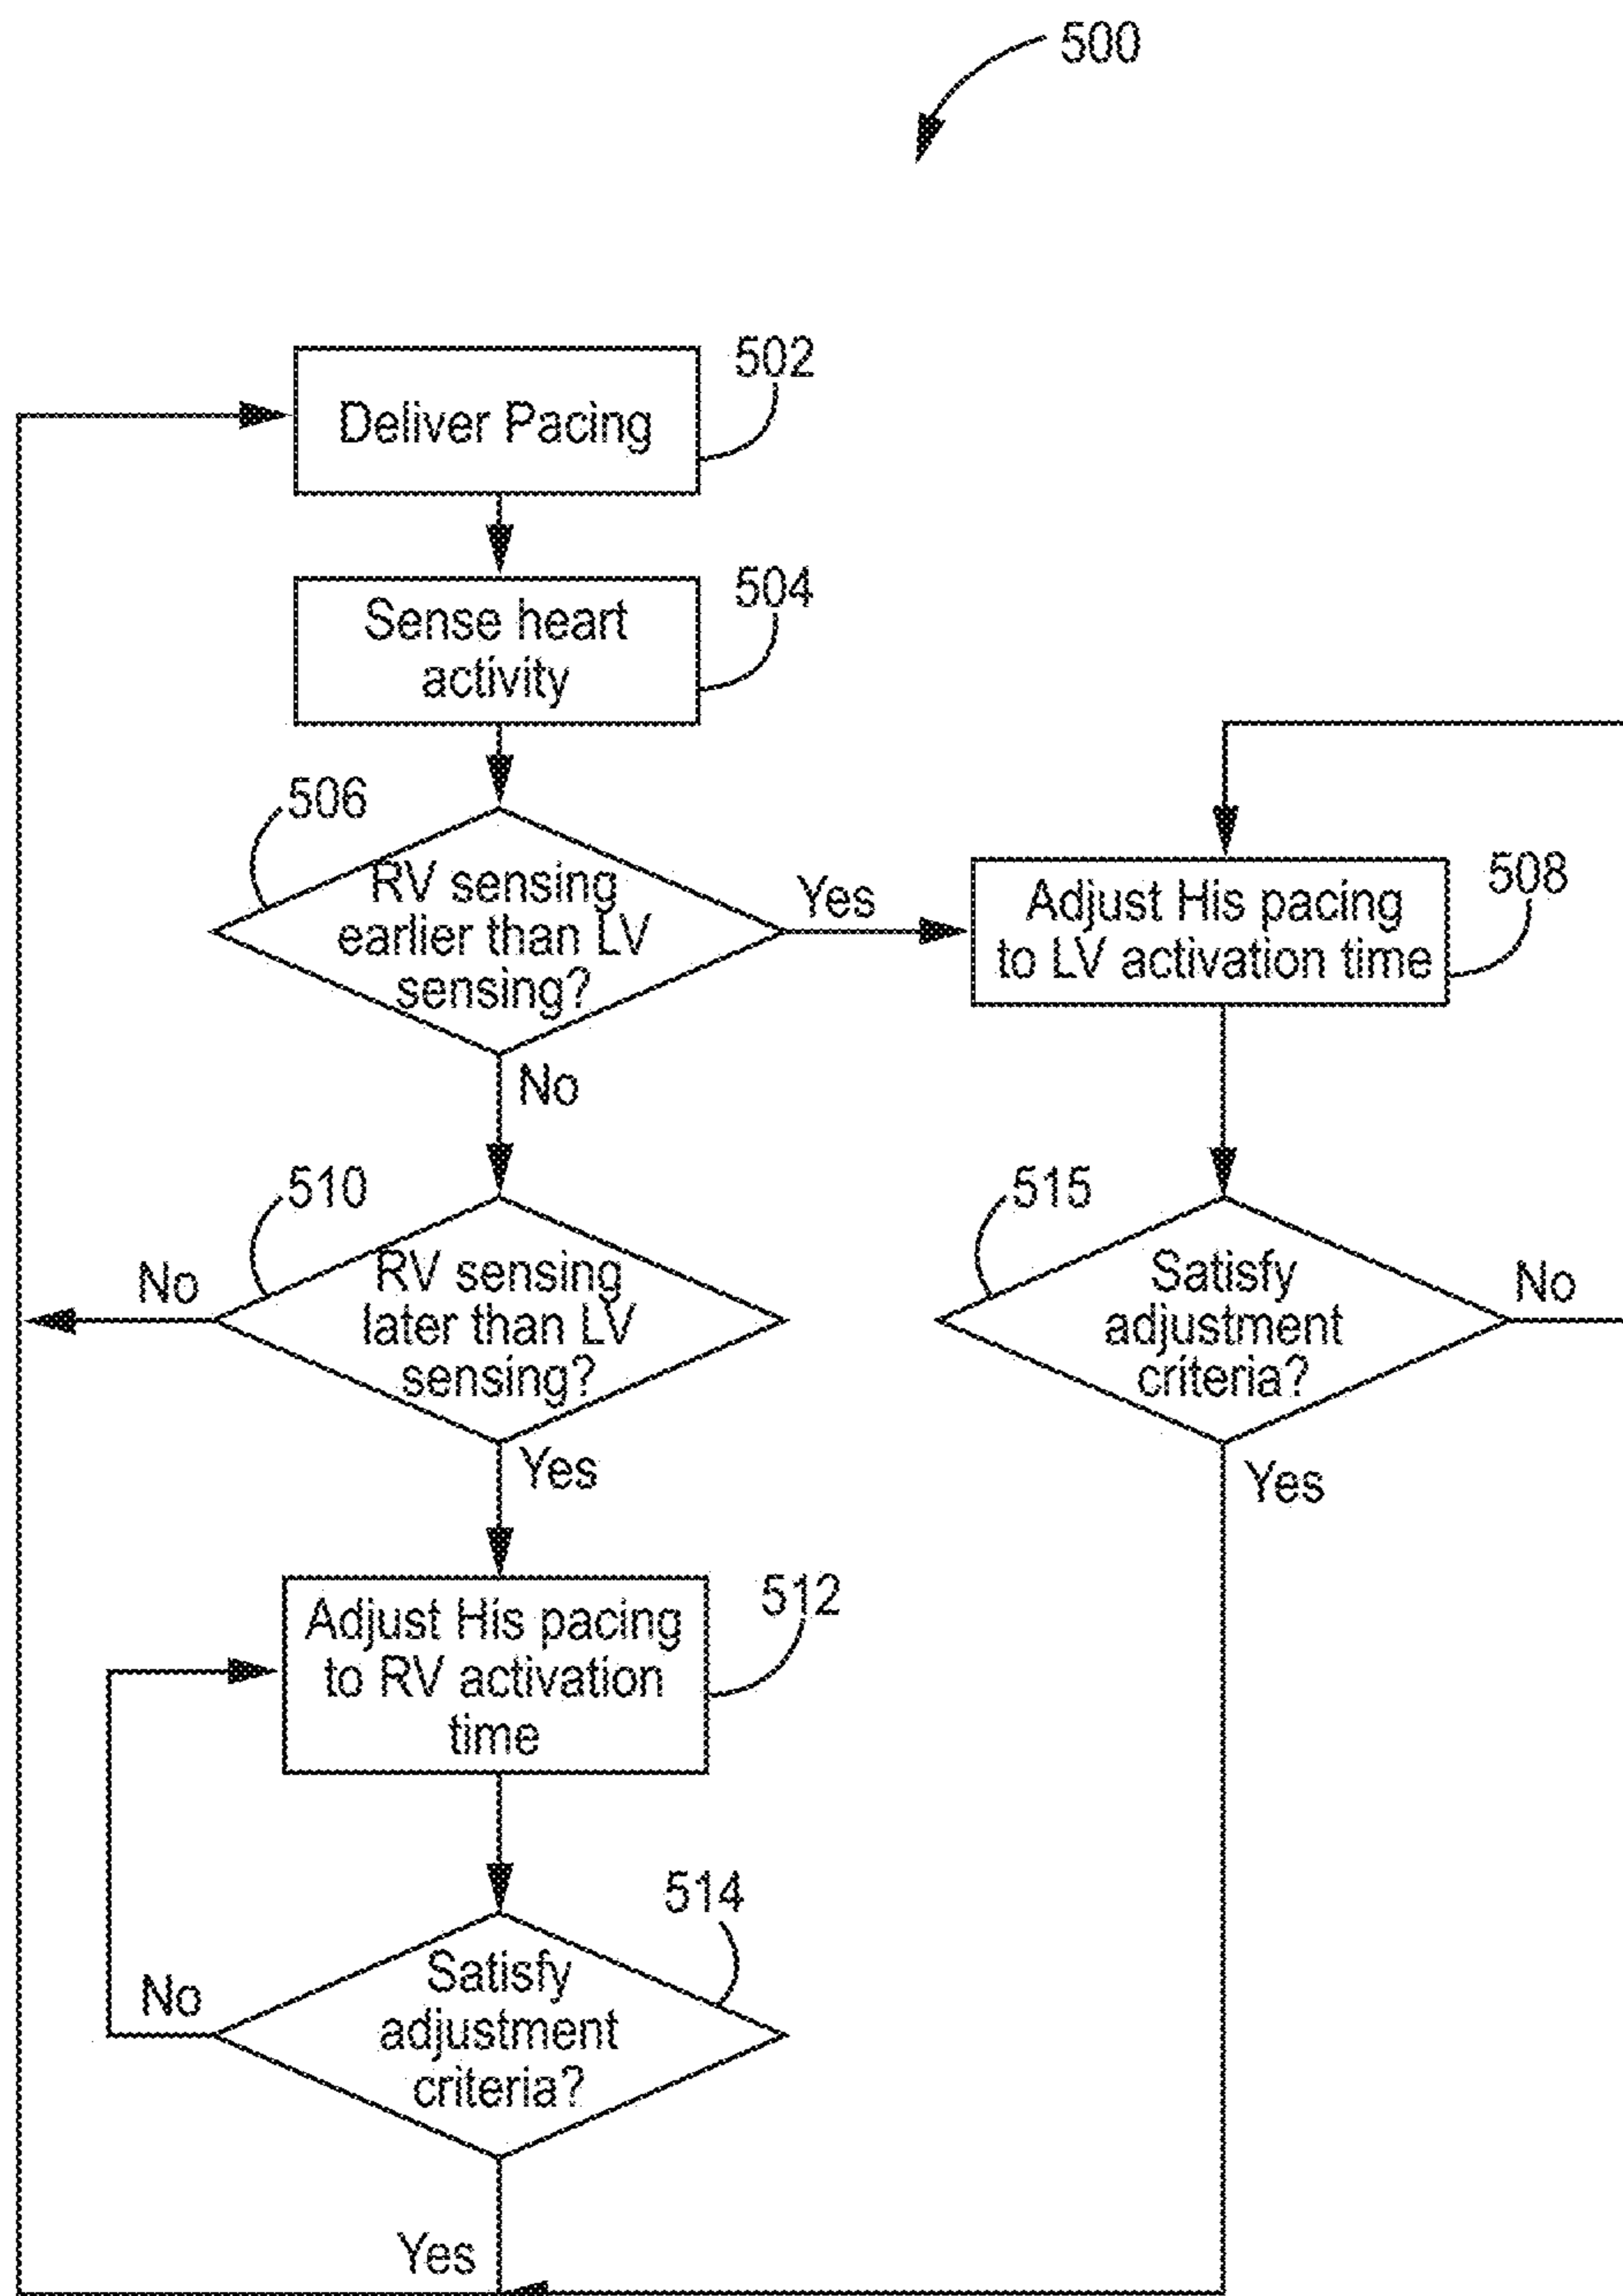 500
502
Deliver Pacing
504
Sense heart
activity
506
RV sensing
earlier than LV
sensing?
Yes
508
Adjust His pacing
to LV activation time
No
510
RV sensing
later than LV
sensing?
No
Yes
515
Satisfy
adjustment
criteria?
No
Yes
512
Adjust His pacing
to RV activation
time
514
Satisfy
adjustment
criteria?
No
Yes